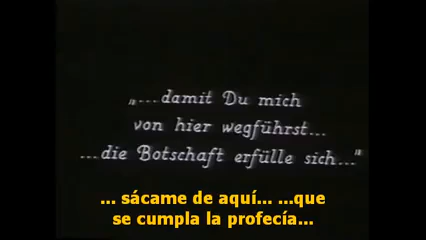 „...damit Du mich
von hier wegführst...
...die Botschaft erfülle sich..."
... sácame de aquí... ...que
se cumpla la profecía...